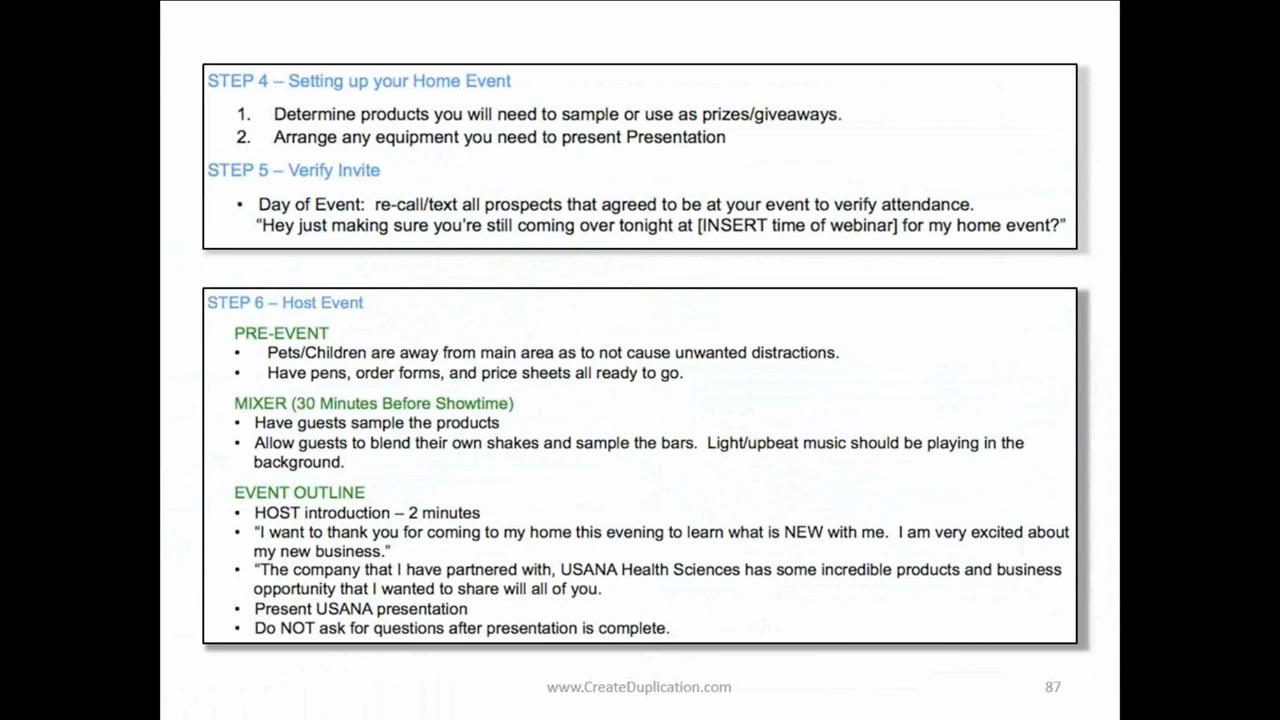 STEP 4 – Setting up your Home Event
1. Determine products you will need to sample or use as prizes/giveaways.
2. Arrange any equipment you need to present Presentation
STEP 5 – Verify Invite
• Day of Event: re-call/text all prospects that agreed to be at your event to verify attendance.
“Hey just making sure you’re still coming over tonight at [INSERT time of webinar] for my home event?”
STEP 6 – Host Event
PRE-EVENT
• Pets/Children are away from main area as to not cause unwanted distractions.
• Have pens, order forms, and price sheets all ready to go.
MIXER (30 Minutes Before Showtime)
• Have guests sample the products
• Allow guests to blend their own shakes and sample the bars. Light/upbeat music should be playing in the
background.
EVENT OUTLINE
• HOST introduction – 2 minutes
• “I want to thank you for coming to my home this evening to learn what is NEW with me. I am very excited about
my new business.”
• “The company that I have partnered with, USANA Health Sciences has some incredible products and business
opportunity that I wanted to share will all of you.
• Present USANA presentation
• Do NOT ask for questions after presentation is complete.
www.CreateDuplication.com
87